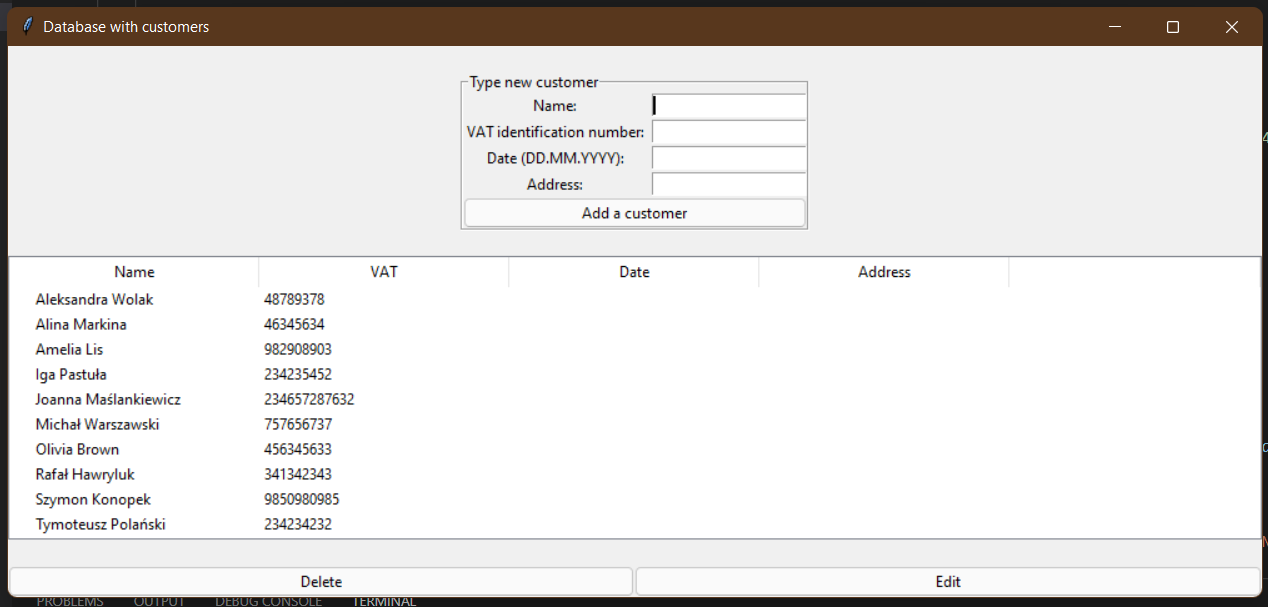 Database with customers
Type new customer
Name:
VAT identification number:
Date (DD.MM.YYYY):
Address:
Add a customer
Name VAT Date Address
Aleksandra Wolak 48789378
Alina Markina 46345634
Amelia Lis 982908903
Iga Pastuła 234235452
Joanna Maślankiewicz 234657287632
Michał Warszawski 757656737
Olivia Brown 456345633
Rafał Hawryluk 341342343
Szymon Konopek 9850980985
Tymoteusz Polański 234234232
Delete Edit
PROBLEMS OUTPUT DEBUG CONSOLE TERMINAL